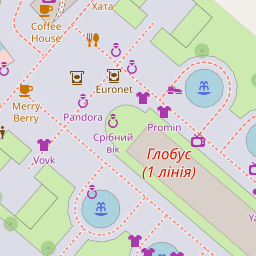 Хата
Coffee
House
Euronet
Merry
Berry
Pandora
Promin
Срібний
вік
Vovk
Глобус
(1 лінія)